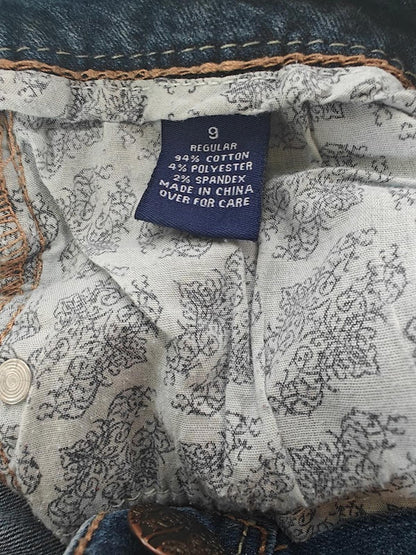 9
REGULAR
94% COTTON
4% POLYESTER
2% SPANDEX
MADE IN CHINA
OVER FOR CARE